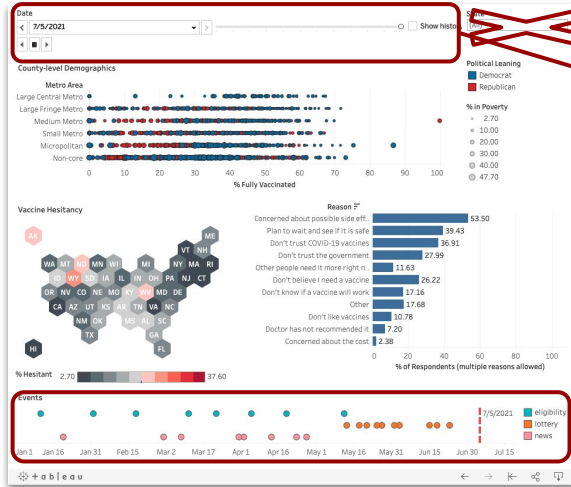 Date
7/5/2021
Show histor
(All)
Political Leaning
Democrat
Republican
% in Poverty
2.70
10.00
20.00
30.00
40.00
47.70
County-level Demographics
Metro Area
Large Central Metro
Large Fringe Metro
Medium Metro
Small Metro
Micropolitan
Non-core
0 10 20 30 40 50 60 70 80 90 100
% Fully Vaccinated
Vaccine Hesitancy
AK ME
VT NH
WA MT ND MN WI MI NY MA RI
ID WY SD IA IL IN OH PA NJ CT
OR NV CO NE MO KY WV MD DE
CA AZ UT KS AR TN VA NC
NM OK MS AL SC
TX GA
HI FL
% Hesitant 2.70 37.60
Reason
Concerned about possible side eff.. 53.50
Plan to wait and see if it is safe 39.43
Don't trust COVID-19 vaccines 36.91
Don't trust the government 27.99
Other people need it more right n.. 11.63
Don't believe I need a vaccine 26.22
Don't know if a vaccine will work 17.16
Other 17.68
Don't like vaccines 10.78
Doctor has not recommended it 7.20
Concerned about the cost 2.38
0 20 40 60 80 100
% of Respondents (multiple reasons allowed)
Events
7/5/2021
eligibility
lottery
news
Jan 1 Jan 16 Jan 31 Feb 15 Mar 2 Mar 17 Apr 1 Apr 16 May 1 May 16 May 31 Jun 15 Jun 30 Jul 15
+ a b l e a u